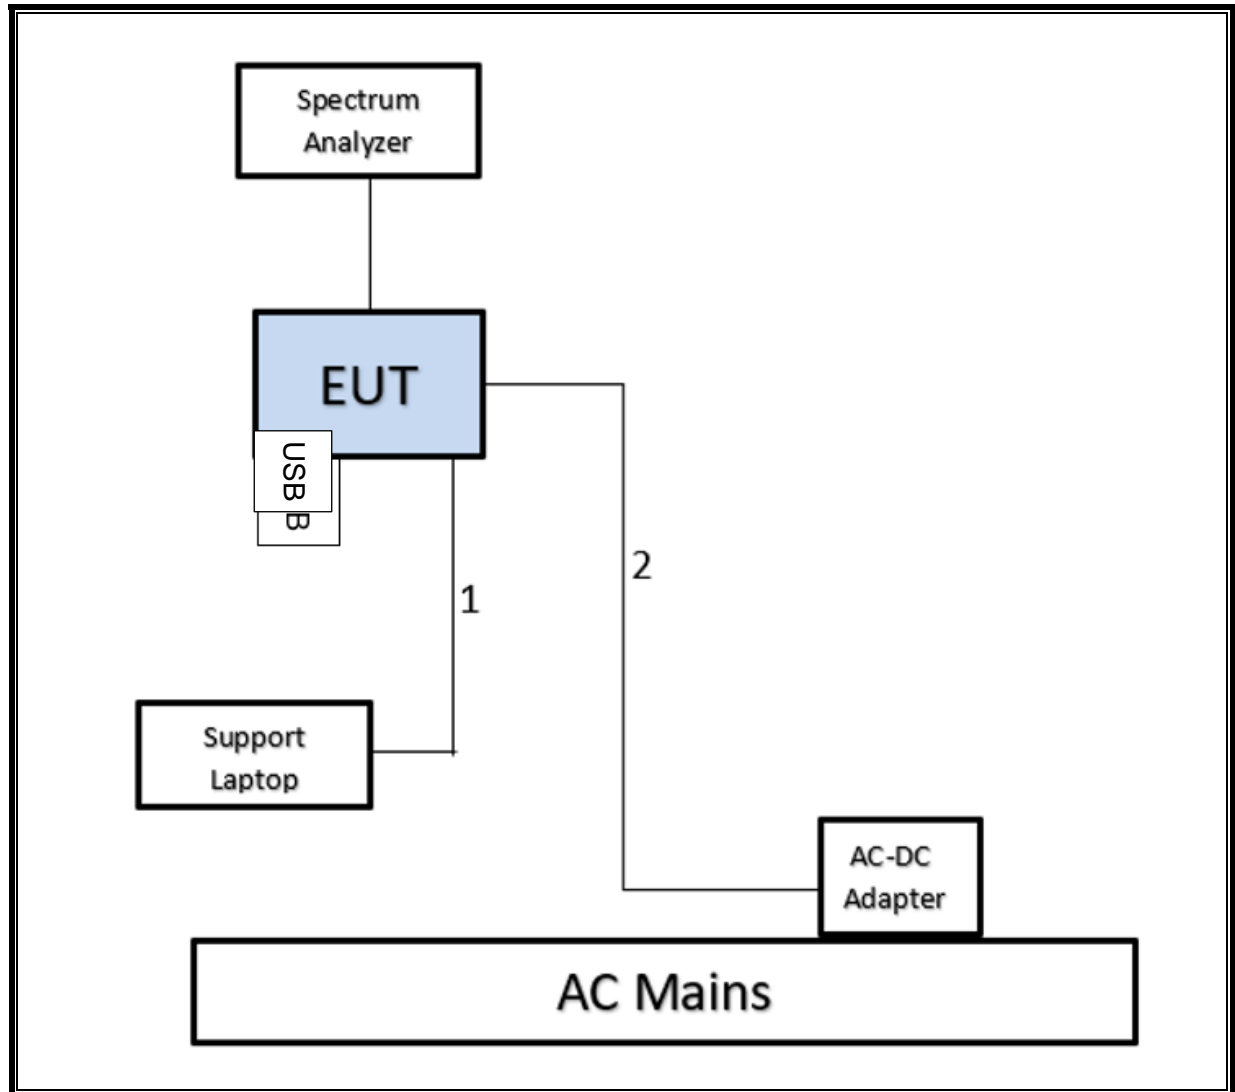 Spectrum
Analyzer
EUT
USB
B
2
1
Support
Laptop
AC-DC
Adapter
AC Mains